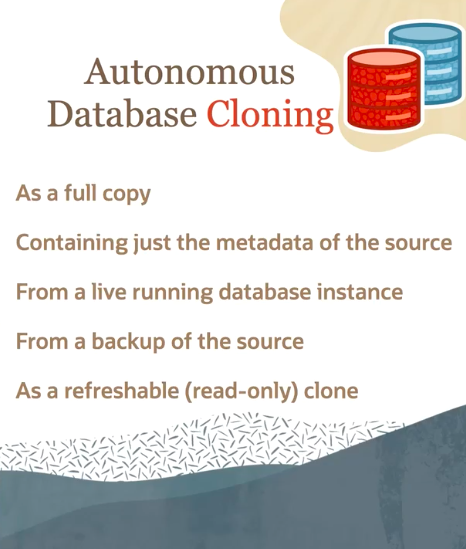 Autonomous
Database Cloning
As a full copy
Containing just the metadata of the source
From a live running database instance
From a backup of the source
As a refreshable (read-only) clone